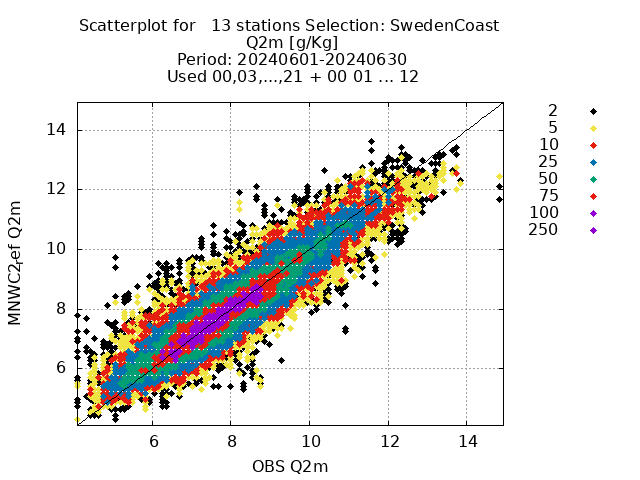 Scatterplot for 13 stations Selection: SwedenCoast
Q2m [g/Kg]
Period: 20240601-20240630
Used 00,03,...,21 + 00 01 ... 12
2
5
10
25
50
75
100
250
14
12
10
8
6
MNWC2,ef Q2m
6 8 10 12 14
OBS Q2m